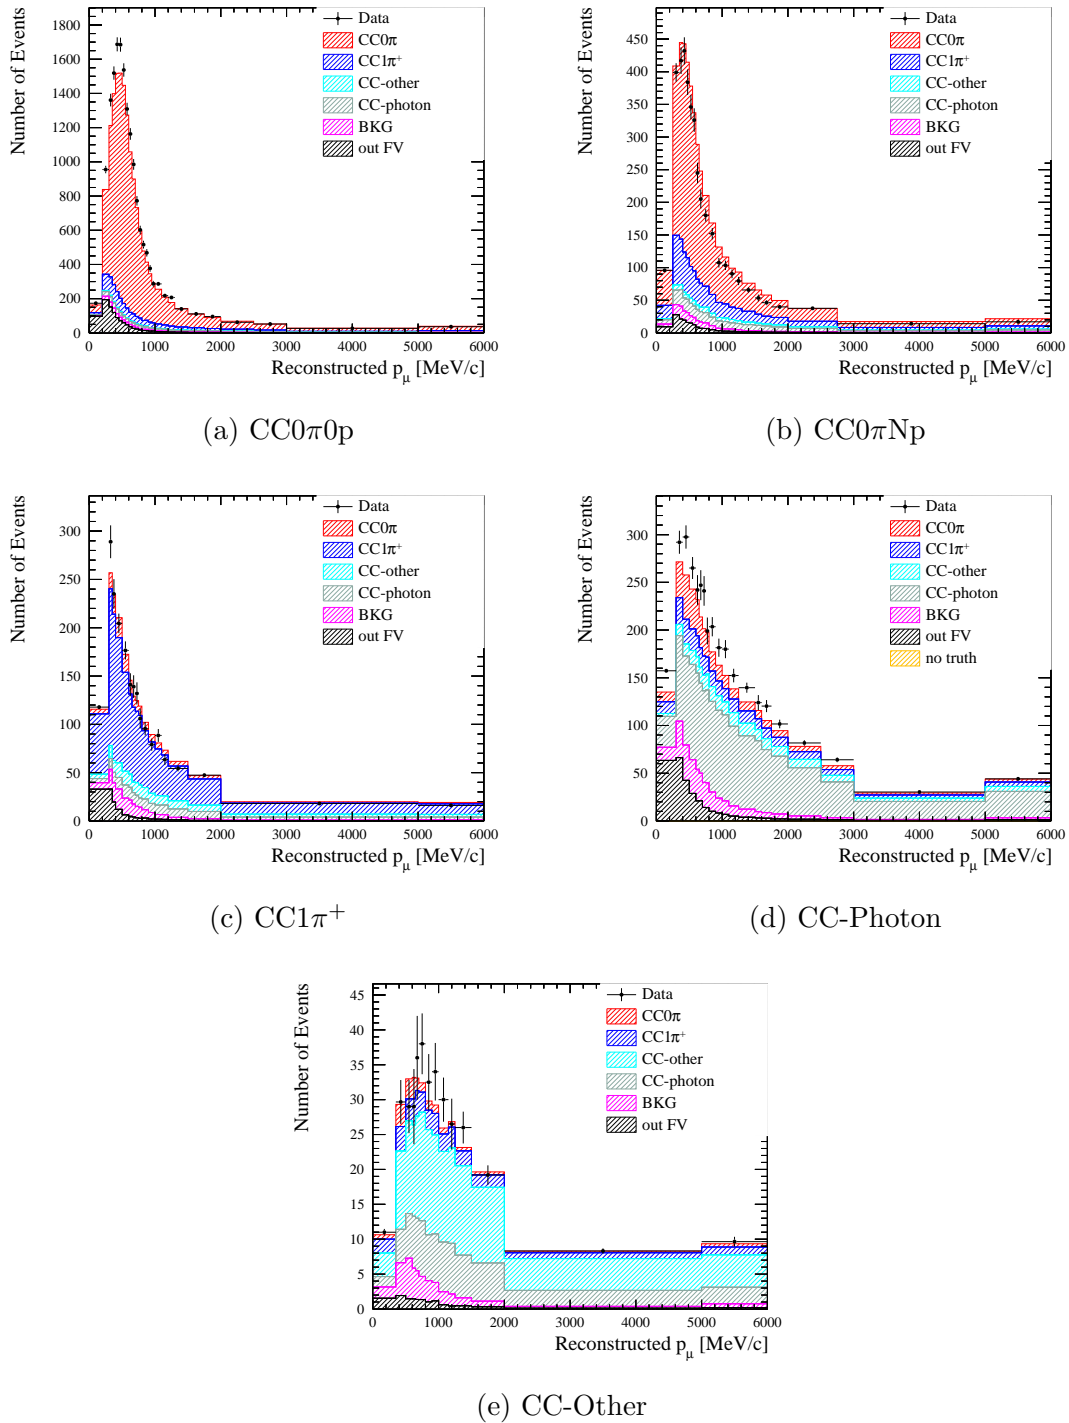 Number of Events
1800
1600
1400
1200
1000
800
600
400
200
0
Data
CC0π
CC1π⁺
CC-other
CC-photon
BKG
out FV
0 1000 2000 3000 4000 5000 6000
Reconstructed p_μ [MeV/c]
(a) CC0π0p
Number of Events
450
400
350
300
250
200
150
100
50
0
Data
CC0π
CC1π⁺
CC-other
CC-photon
BKG
out FV
0 1000 2000 3000 4000 5000 6000
Reconstructed p_μ [MeV/c]
(b) CC0πNp
Number of Events
300
250
200
150
100
50
0
Data
CC0π
CC1π⁺
CC-other
CC-photon
BKG
out FV
0 1000 2000 3000 4000 5000 6000
Reconstructed p_μ [MeV/c]
(c) CC1π⁺
Number of Events
300
250
200
150
100
50
0
Data
CC0π
CC1π⁺
CC-other
CC-photon
BKG
out FV
no truth
0 1000 2000 3000 4000 5000 6000
Reconstructed p_μ [MeV/c]
(d) CC-Photon
Number of Events
45
40
35
30
25
20
15
10
5
0
Data
CC0π
CC1π⁺
CC-other
CC-photon
BKG
out FV
0 1000 2000 3000 4000 5000 6000
Reconstructed p_μ [MeV/c]
(e) CC-Other